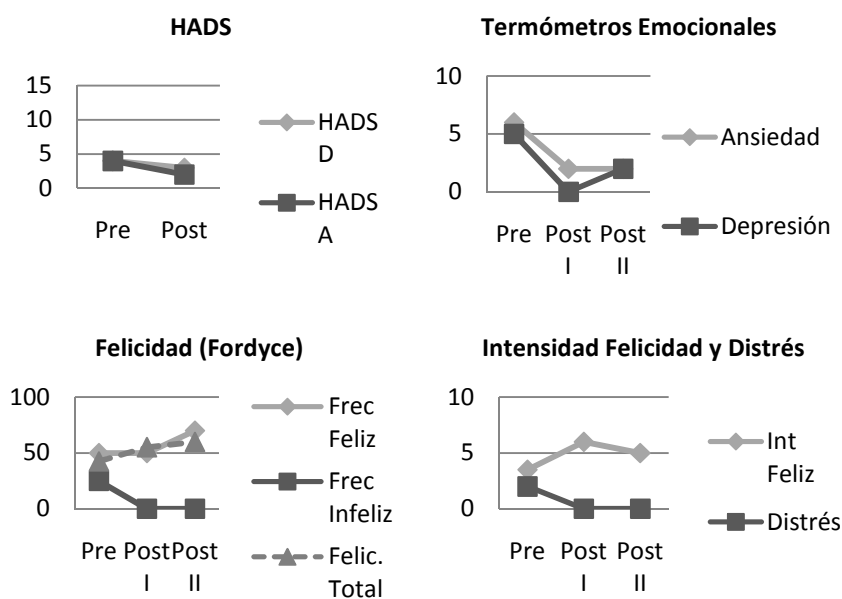 HADS
15
10
5
0
Pre Post
HADS
D
HADS
A
Termómetros Emocionales
10
5
0
Pre Post Post
I II
Ansiedad
Depresión
Felicidad (Fordyce)
100
50
0
Pre Post Post
I II
Frec
Feliz
Frec
Infeliz
Felic.
Total
Intensidad Felicidad y Distrés
10
5
0
Pre Post Post
I II
Int
Feliz
Distrés